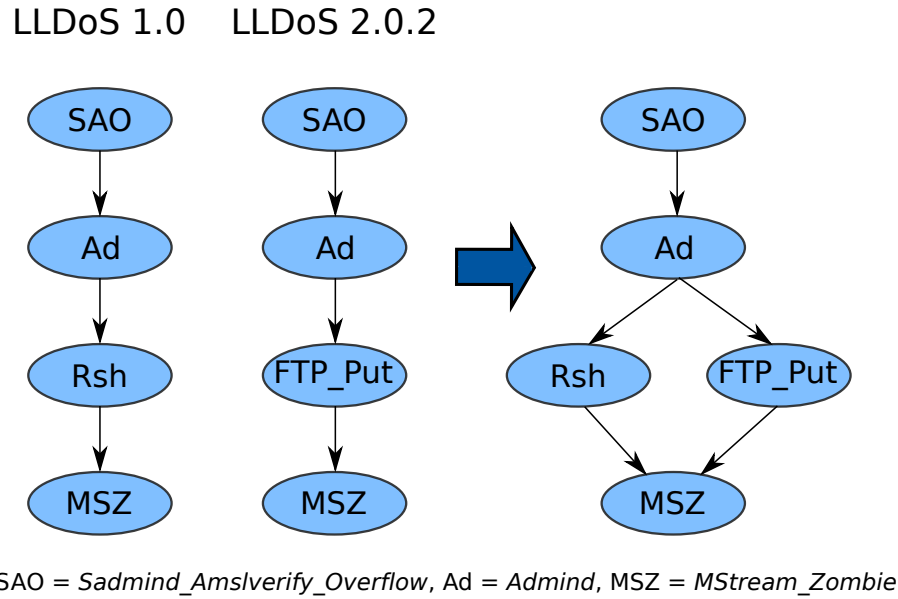 LLDoS 1.0 LLDoS 2.0.2
SAO SAO SAO
Ad Ad Ad
Rsh FTP_Put Rsh FTP_Put
MSZ MSZ MSZ
SAO = Sadmind_Amslverify_Overflow, Ad = Admind, MSZ = MStream_Zombie